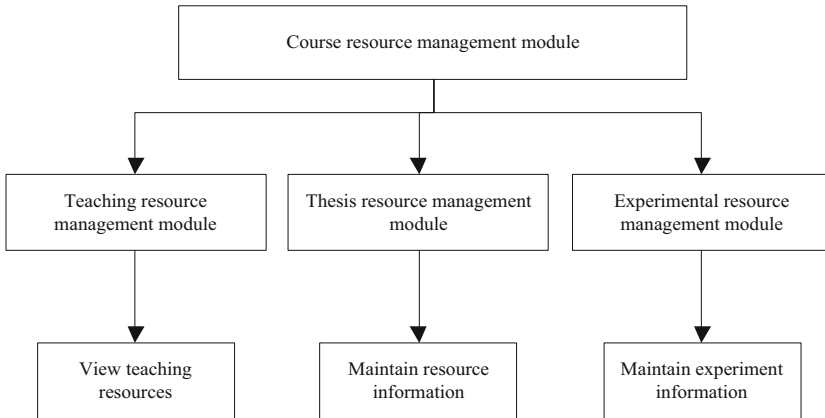 Course resource management module
Teaching resource
management module
Thesis resource management
module
Experimental resource
management module
View teaching
resources
Maintain resource
information
Maintain experiment
information